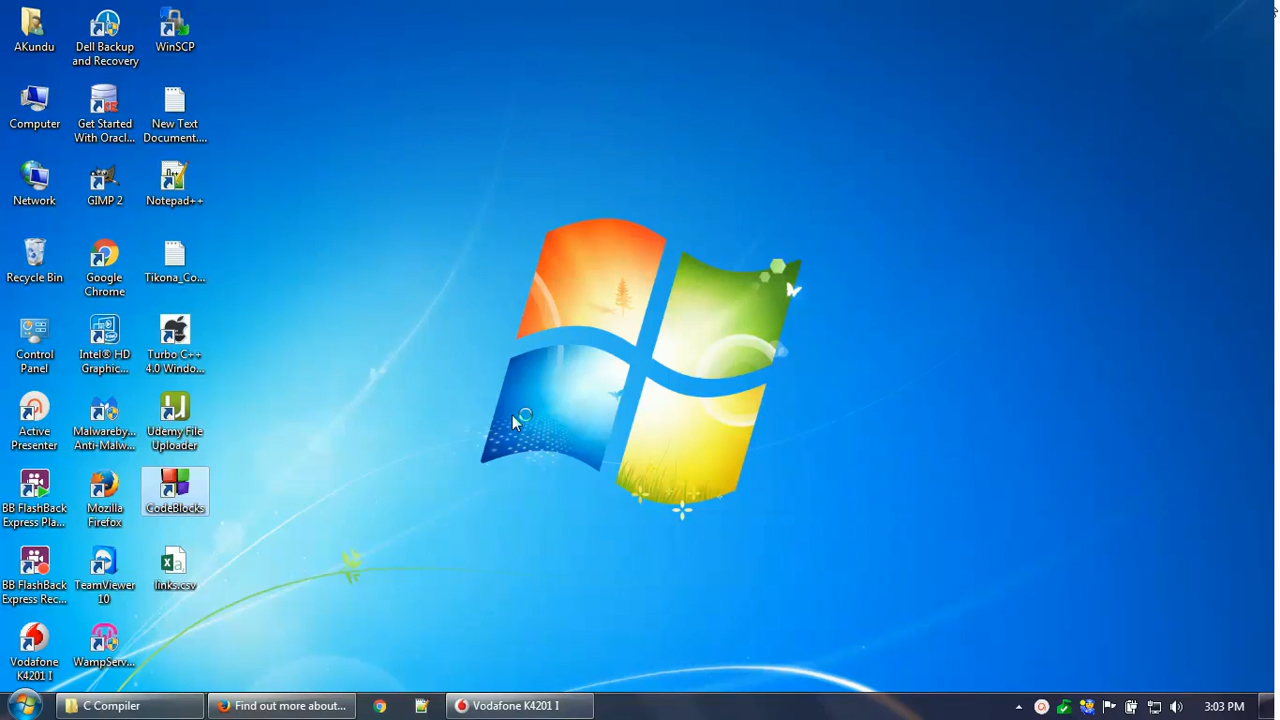 AKundu
Dell Backup
and Recovery
WinSCP
Computer
Get Started
With Oracl...
New Text
Document....
Network
GIMP 2
Notepad++
Recycle Bin
Google
Chrome
Tikona_Co...
Control
Panel
Intel® HD
Graphic...
Turbo C++
4.0 Windo...
Active
Presenter
Malwareby...
Anti-Malw...
Udemy File
Uploader
BB FlashBack
Express Pla...
Mozilla
Firefox
CodeBlocks
BB FlashBack
Express Rec...
TeamViewer
10
links.csv
Vodafone
K4201 I
WampServ...
C Compiler
Find out more about...
Vodafone K4201 I
3:03 PM